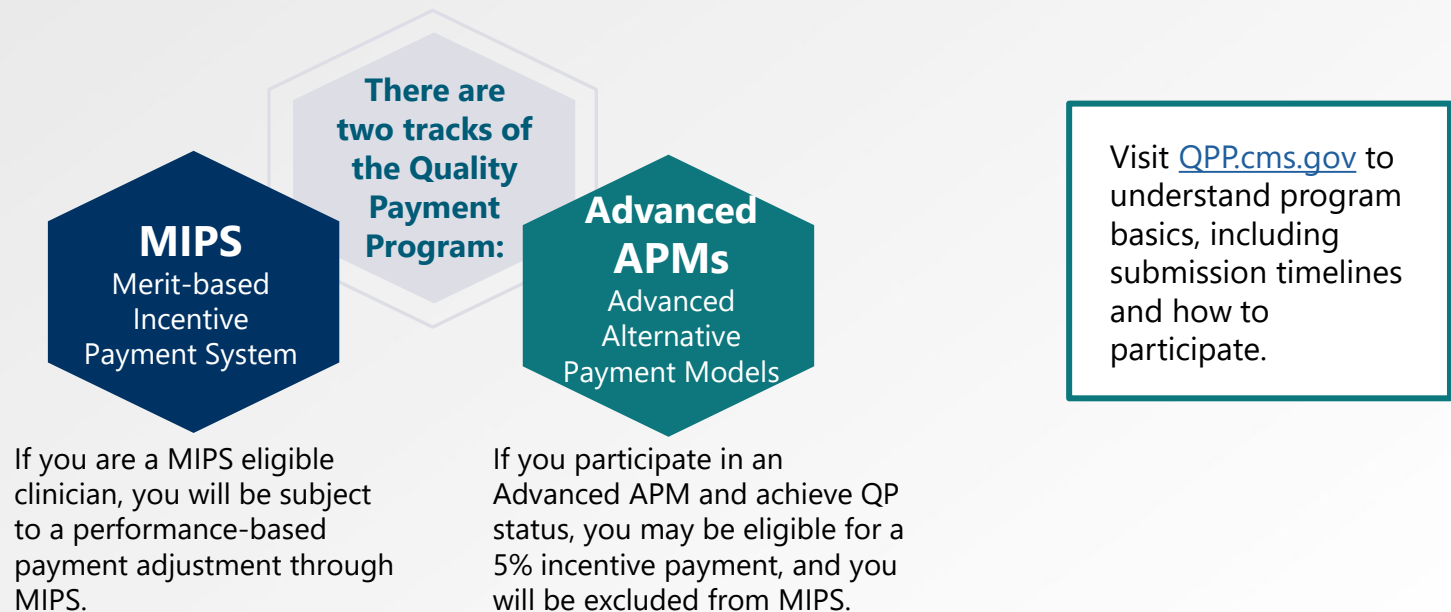 There are
two tracks of
the Quality
Payment
Program:
MIPS
Merit-based
Incentive
Payment System
If you are a MIPS eligible
clinician, you will be subject
to a performance-based
payment adjustment through
MIPS.
Advanced
APMs
Advanced
Alternative
Payment Models
If you participate in an
Advanced APM and achieve QP
status, you may be eligible for a
5% incentive payment, and you
will be excluded from MIPS.
Visit QPP.cms.gov to
understand program
basics, including
submission timelines
and how to
participate.